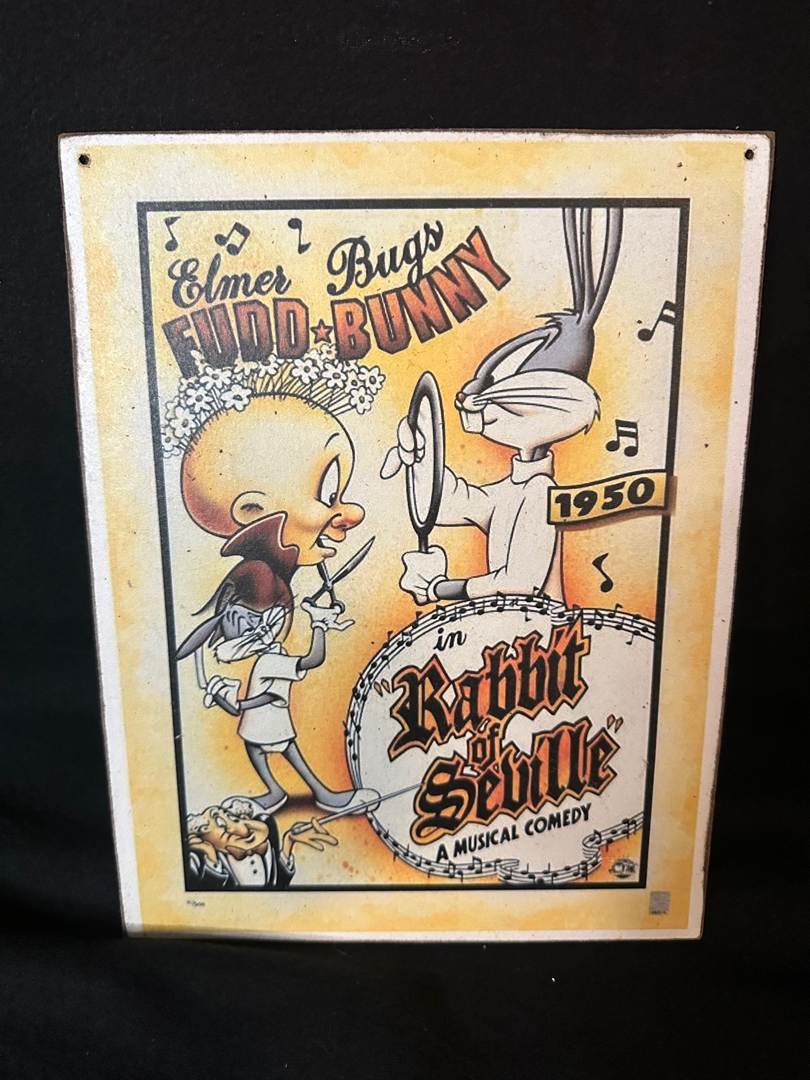 Elmer Bugs
FUDD ★ BUNNY
1950
in
"Rabbit
of
Seville"
A MUSICAL COMEDY